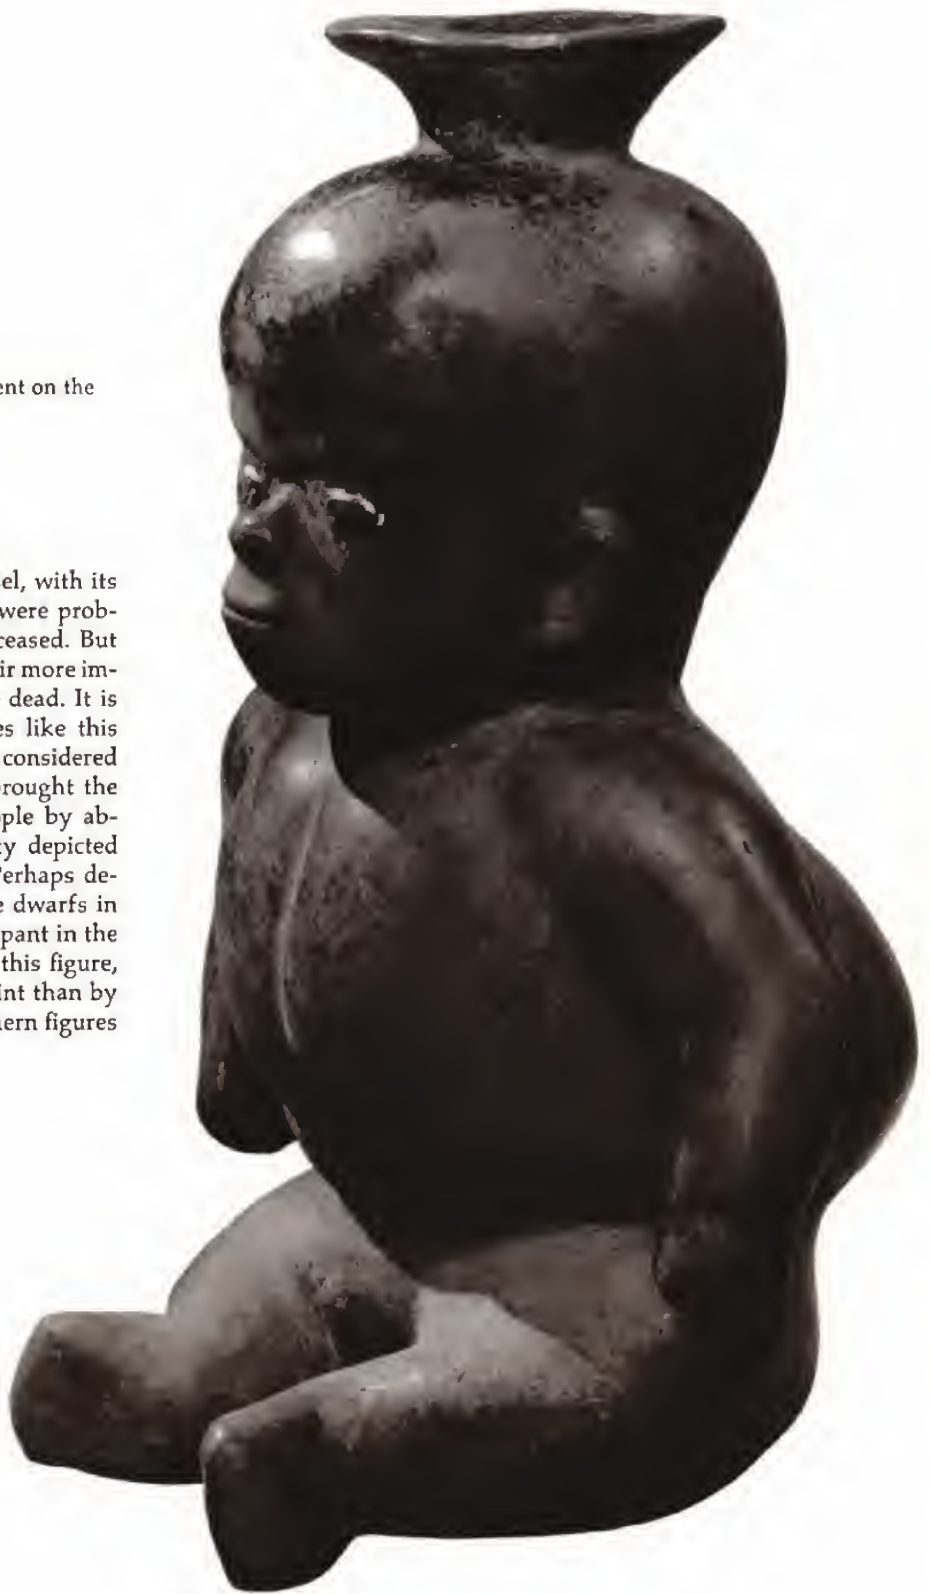 ent on the
el, with its
were prob-
ceased. But
ir more im-
dead. It is
es like this
considered
rought the
ple by ab-
y depicted
Perhaps de-
e dwarfs in
pant in the
this figure,
int than by
ern figures